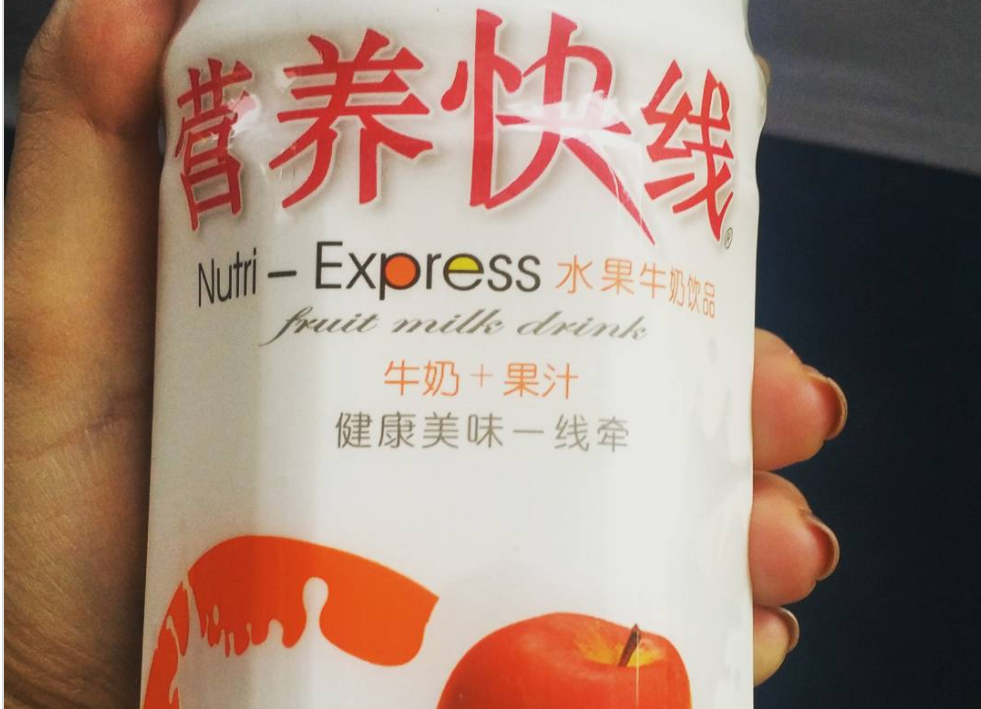 营养快线®
Nutri - Express 水果牛奶饮品
fruit milk drink
牛奶+果汁
健康美味一线牵